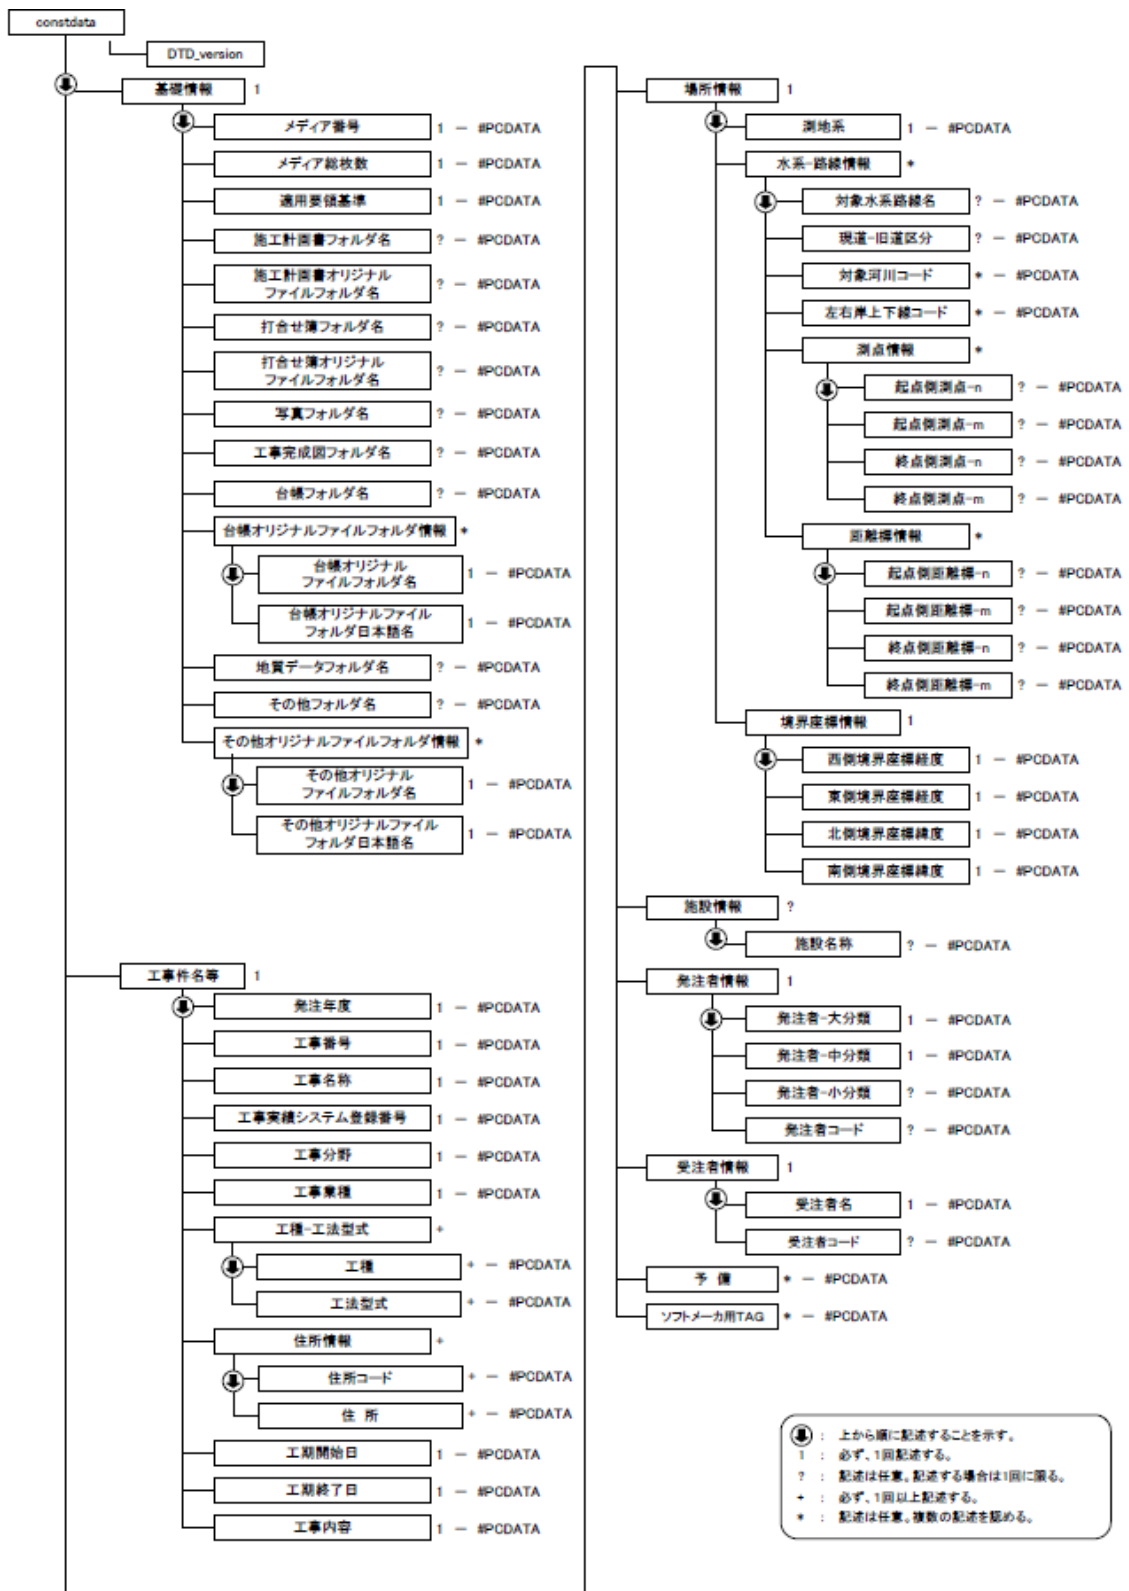 constdata
DTD_version
基礎情報 1
メディア番号 1 － #PCDATA
メディア総枚数 1 － #PCDATA
適用要領基準 1 － #PCDATA
施工計画書フォルダ名 ? － #PCDATA
施工計画書オリジナル
ファイルフォルダ名 ? － #PCDATA
打合せ簿フォルダ名 ? － #PCDATA
打合せ簿オリジナル
ファイルフォルダ名 ? － #PCDATA
写真フォルダ名 ? － #PCDATA
工事完成図フォルダ名 ? － #PCDATA
台帳フォルダ名 ? － #PCDATA
台帳オリジナルファイルフォルダ情報 *
台帳オリジナル
ファイルフォルダ名 1 － #PCDATA
台帳オリジナルファイル
フォルダ日本語名 1 － #PCDATA
地質データフォルダ名 ? － #PCDATA
その他フォルダ名 ? － #PCDATA
その他オリジナルファイルフォルダ情報 *
その他オリジナル
ファイルフォルダ名 1 － #PCDATA
その他オリジナルファイル
フォルダ日本語名 1 － #PCDATA
工事件名等 1
発注年度 1 － #PCDATA
工事番号 1 － #PCDATA
工事名称 1 － #PCDATA
工事実績システム登録番号 1 － #PCDATA
工事分野 1 － #PCDATA
工事業種 1 － #PCDATA
工種-工法型式 +
工種 + － #PCDATA
工法型式 + － #PCDATA
住所情報 +
住所コード + － #PCDATA
住 所 + － #PCDATA
工期開始日 1 － #PCDATA
工期終了日 1 － #PCDATA
工事内容 1 － #PCDATA
場所情報 1
測地系 1 － #PCDATA
水系-路線情報 *
対象水系路線名 ? － #PCDATA
現道-旧道区分 ? － #PCDATA
対象河川コード * － #PCDATA
左右岸上下線コード * － #PCDATA
測点情報 *
起点側測点-n ? － #PCDATA
起点側測点-m ? － #PCDATA
終点側測点-n ? － #PCDATA
終点側測点-m ? － #PCDATA
距離標情報 *
起点側距離標-n ? － #PCDATA
起点側距離標-m ? － #PCDATA
終点側距離標-n ? － #PCDATA
終点側距離標-m ? － #PCDATA
境界座標情報 1
西側境界座標経度 1 － #PCDATA
東側境界座標経度 1 － #PCDATA
北側境界座標緯度 1 － #PCDATA
南側境界座標緯度 1 － #PCDATA
施設情報 ?
施設名称 ? － #PCDATA
発注者情報 1
発注者-大分類 1 － #PCDATA
発注者-中分類 1 － #PCDATA
発注者-小分類 ? － #PCDATA
発注者コード ? － #PCDATA
受注者情報 1
受注者名 1 － #PCDATA
受注者コード ? － #PCDATA
予 備 * － #PCDATA
ソフトメーカ用TAG * － #PCDATA
： 上から順に記述することを示す。
1 ： 必ず、1回記述する。
? ： 記述は任意。記述する場合は1回に限る。
+ ： 必ず、1回以上記述する。
* ： 記述は任意。複数の記述を認める。